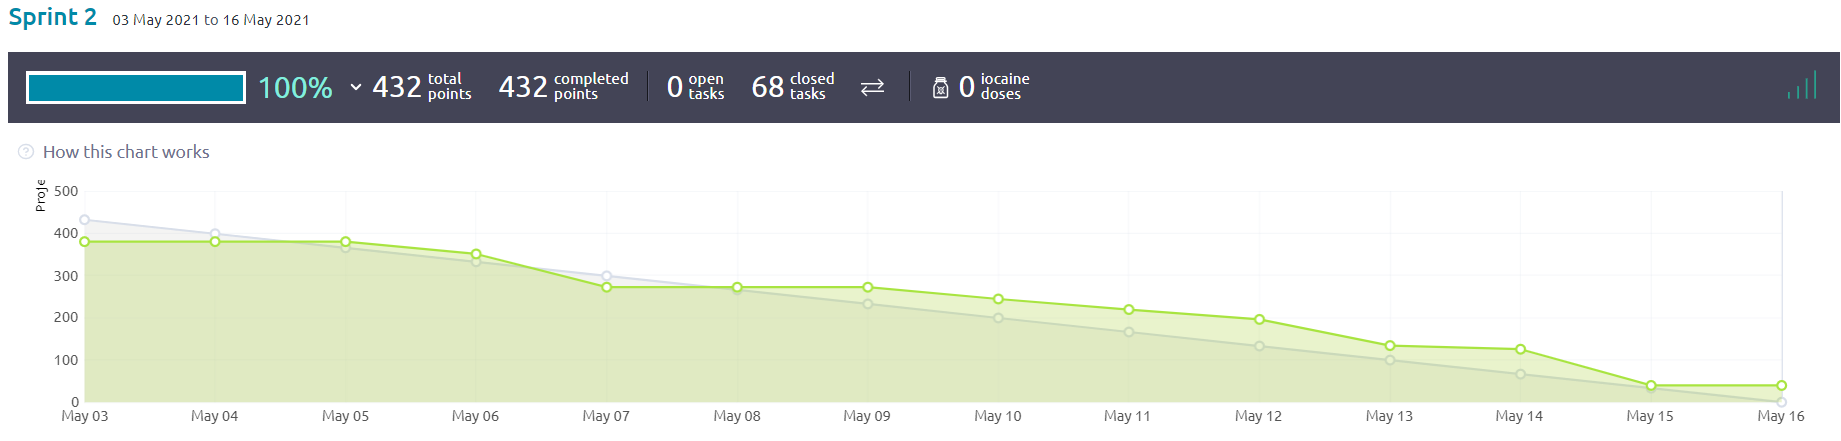 Sprint 2 03 May 2021 to 16 May 2021
100% 432 total points 432 completed points 0 open tasks 68 closed tasks 0 iocaine doses
? How this chart works
Proje
500
400
300
200
100
0
May 03 May 04 May 05 May 06 May 07 May 08 May 09 May 10 May 11 May 12 May 13 May 14 May 15 May 16